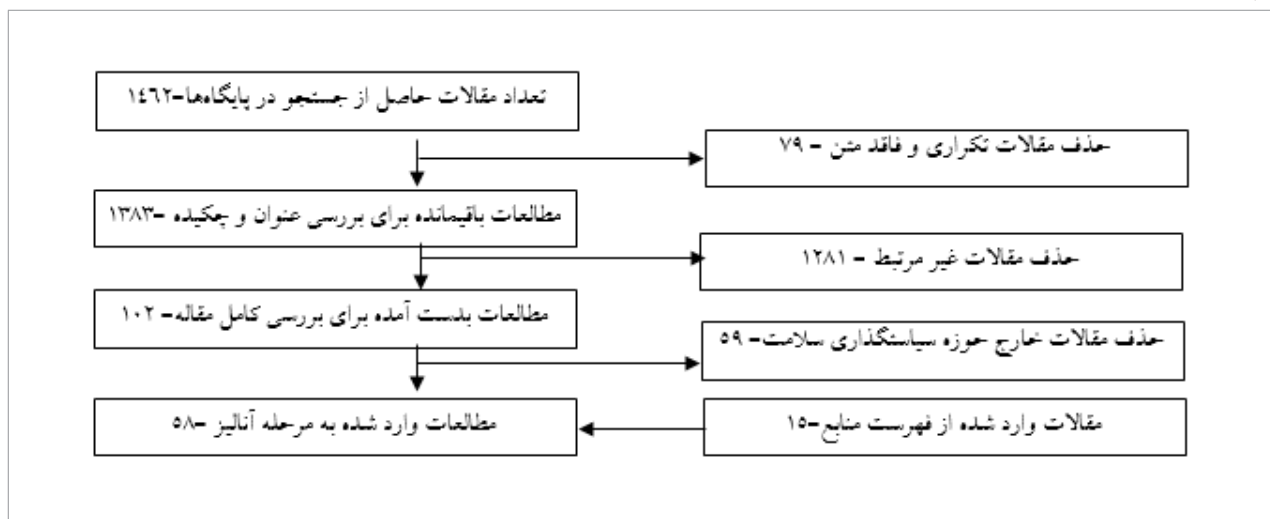 تعداد مقالات حاصل از جستجو در پایگاه‌ها-۱٤٦۲
حذف مقالات تکراری و فاقد متن - ۷۹
مطالعات باقیمانده برای بررسی عنوان و چکیده -۱۳۸۳
حذف مقالات غیر مرتبط - ۱۲۸۱
مطالعات بدست آمده برای بررسی کامل مقاله- ۱۰۲
حذف مقالات خارج حوزه سیاستگذاری سلامت- ۵۹
مقالات وارد شده از فهرست منابع-۱۵
مطالعات وارد شده به مرحله آنالیز -۵۸